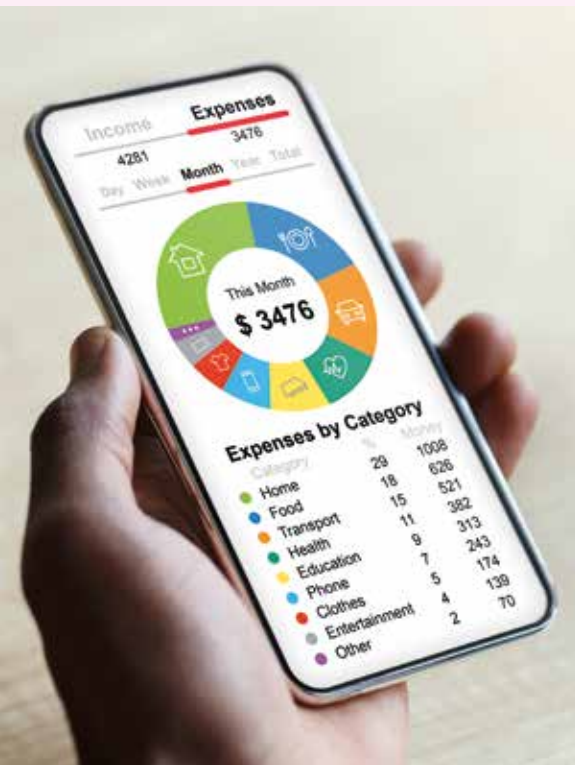 Income Expenses
4281 3476
Day Week Month Year Total
This Month
$ 3476
Expenses by Category
Category % Money
Home 29 1008
Food 18 626
Transport 15 521
Health 11 382
Education 9 313
Phone 7 243
Clothes 5 174
Entertainment 4 139
Other 2 70